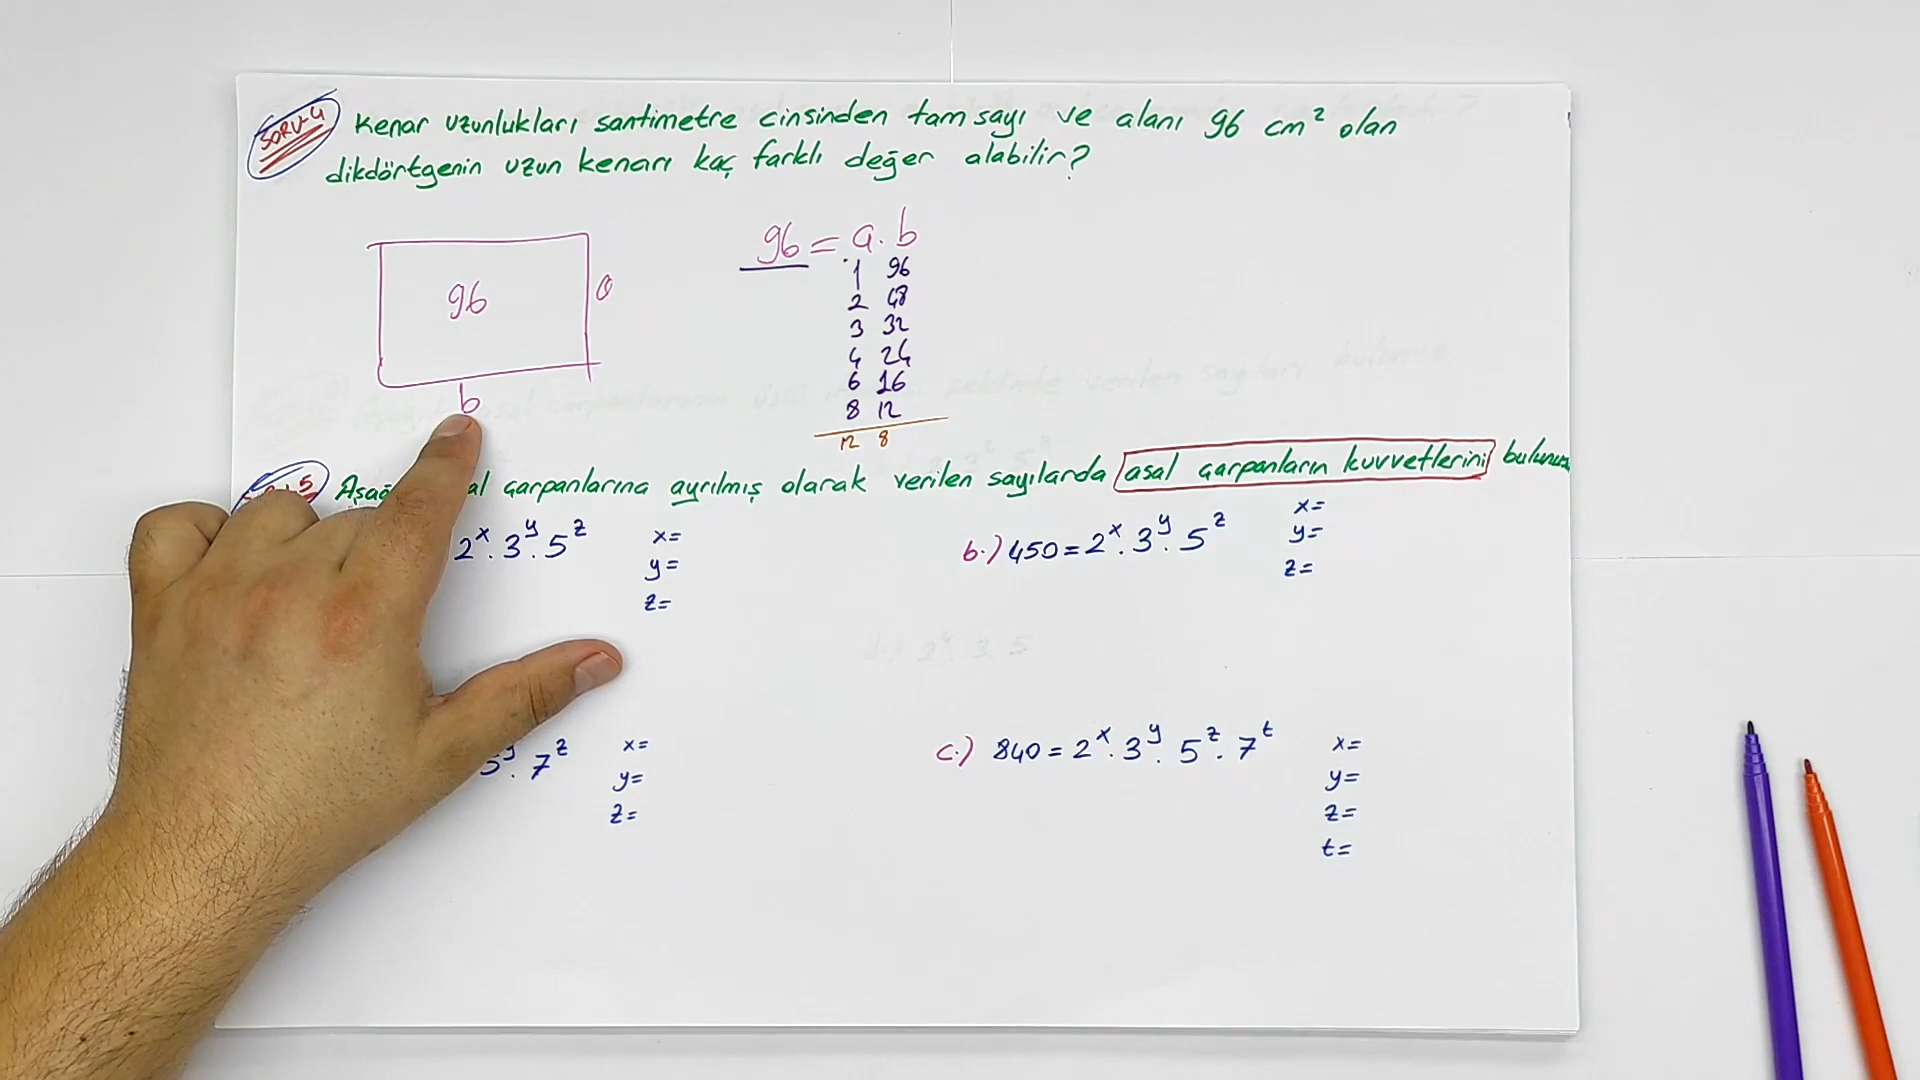 SORU-4 Kenar uzunlukları santimetre cinsinden tam sayı ve alanı 96 cm² olan
dikdörtgenin uzun kenarı kaç farklı değer alabilir?
96
a
b
96 = a.b
1 96
2 48
3 32
4 24
6 16
8 12
12 8
5 asal çarpanlarına ayrılmış olarak verilen sayılarda asal çarpanların kuvvetlerini bulunuz
2ˣ.3ʸ.5ᶻ
x=
y=
z=
b.) 450=2ˣ.3ʸ.5ᶻ
x=
y=
z=
5ʸ.7ᶻ
x=
y=
z=
c.) 840=2ˣ.3ʸ.5ᶻ.7ᵗ
x=
y=
z=
t=